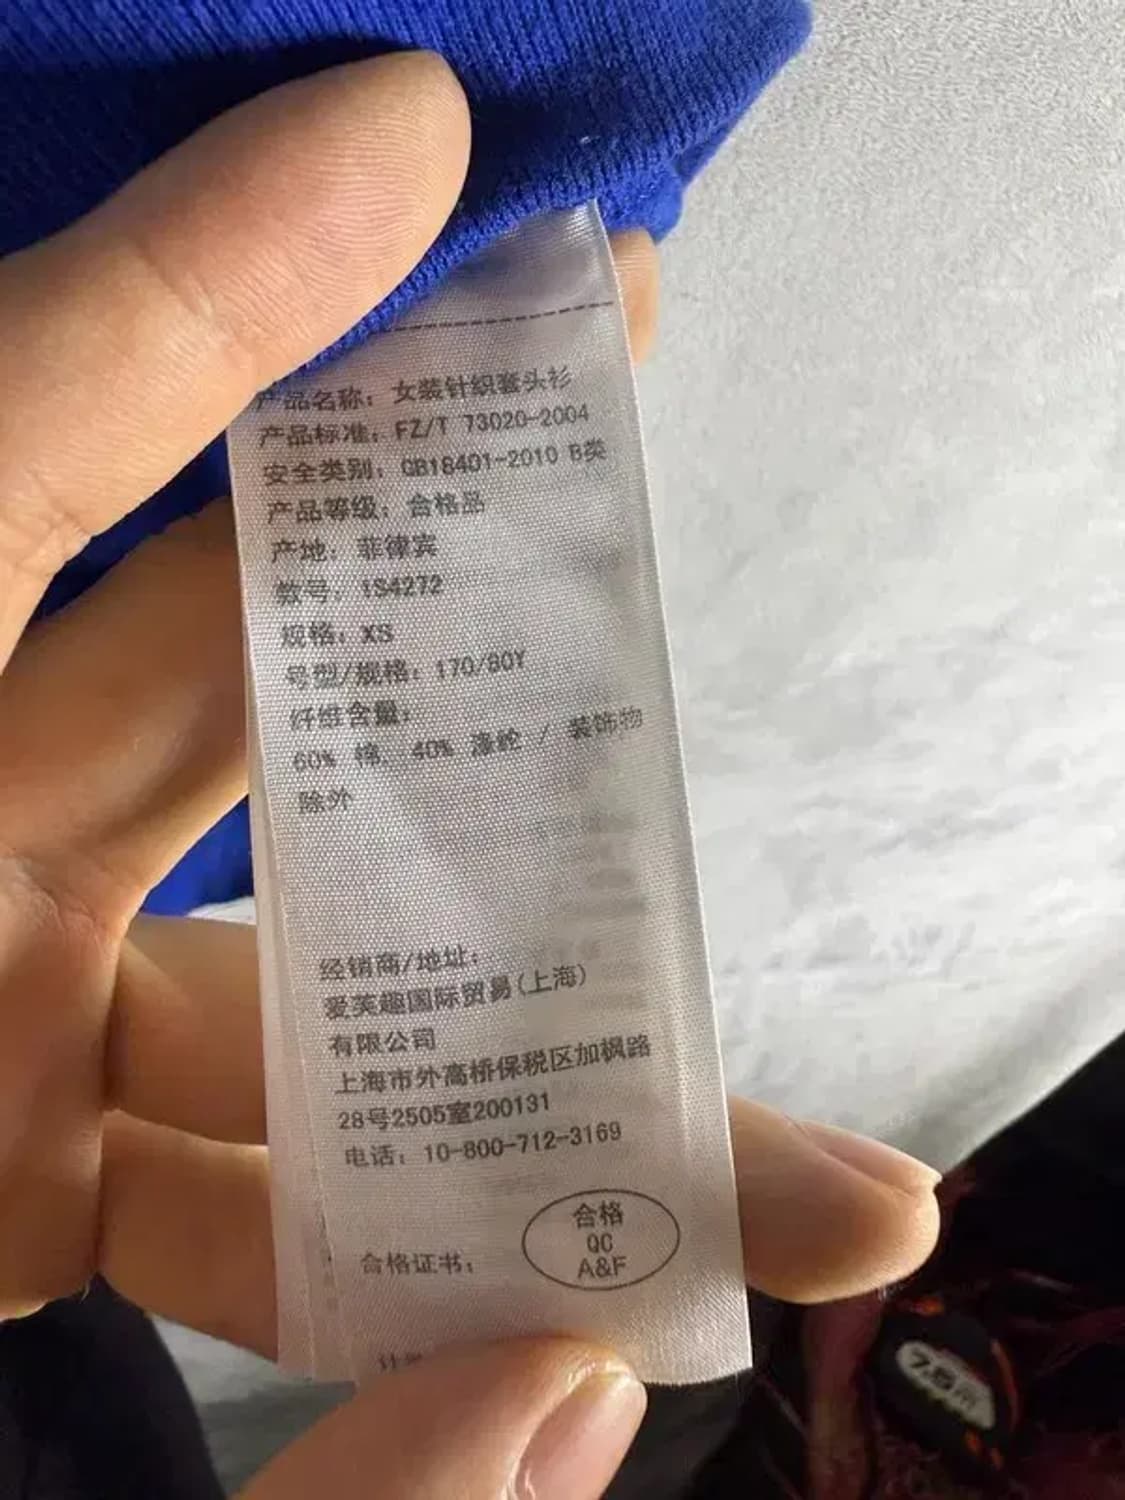 产品名称：女装针织套头衫
产品标准：FZ/T 73020-2004
安全类别：GB18401-2010 B类
产品等级：合格品
产地：菲律宾
款号：1S4272
规格：XS
号型/规格：170/80Y
纤维含量：
60% 棉，40% 涤纶 / 装饰物
除外
经销商/地址：
爱芙趣国际贸易(上海)
有限公司
上海市外高桥保税区加枫路
28号2505室200131
电话：10-800-712-3169
合格证书：
合格
QC
A&F
7.5m